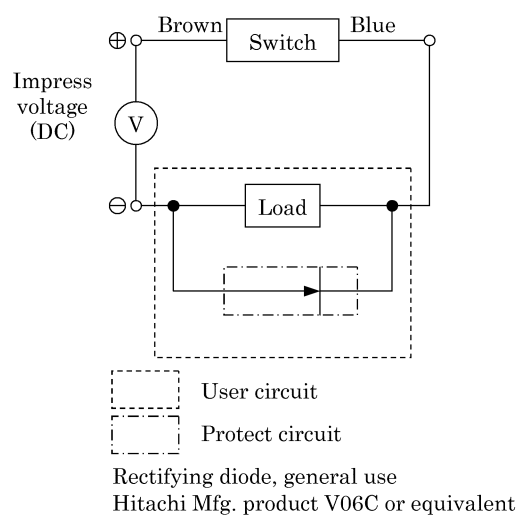 Brown
Switch
Blue
⊕
Impress
voltage
(DC)
V
⊖
Load
User circuit
Protect circuit
Rectifying diode, general use
Hitachi Mfg. product V06C or equivalent